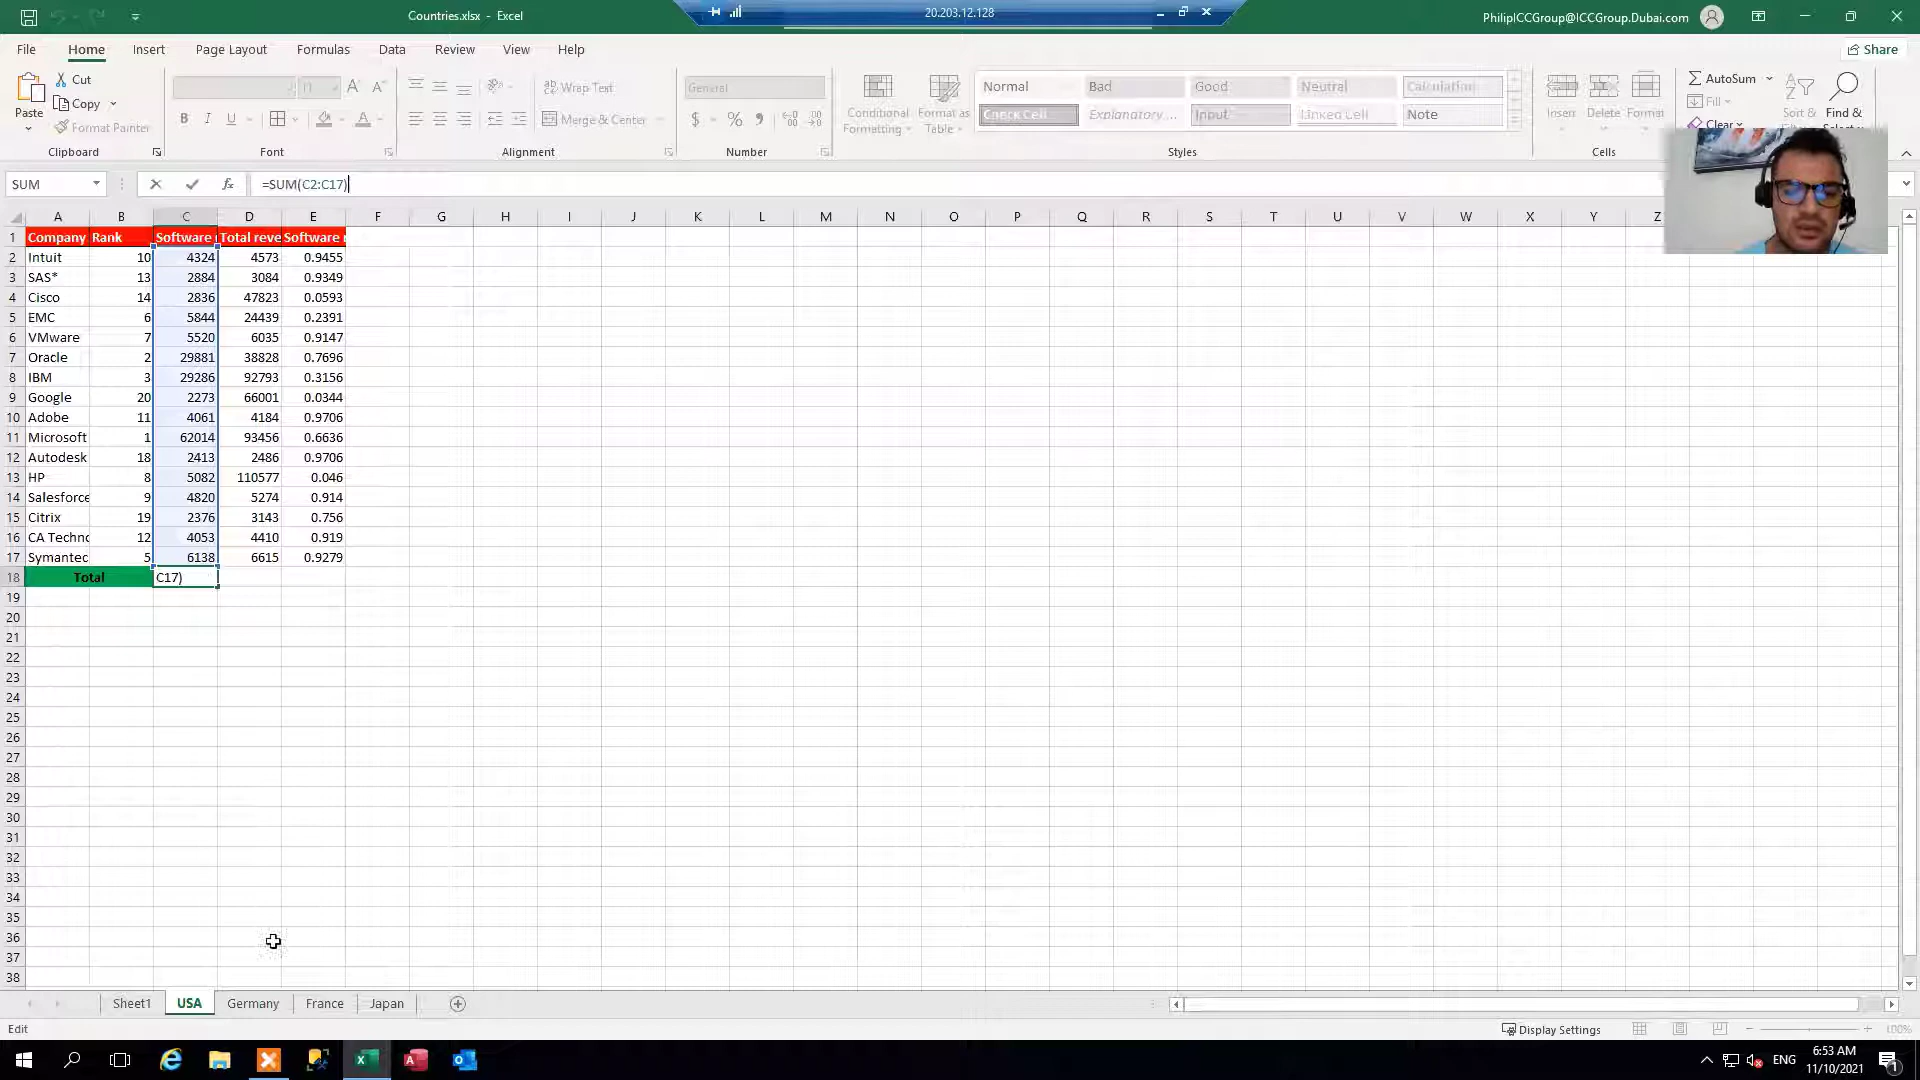 Countries.xlsx - Excel
20.203.12.128
PhilipICCGroup@ICCGroup.Dubai.com
File Home Insert Page Layout Formulas Data Review View Help
Share
Paste
Cut
Copy
Format Painter
Clipboard
11
Font
Wrap Text
Merge & Center
Alignment
General
Number
Conditional Formatting
Format as Table
Normal Bad Good Neutral Calculation
Check Cell Explanatory ... Input Linked Cell Note
Styles
Insert Delete Format
Cells
AutoSum
Fill
Clear
Sort &
Find &
SUM
=SUM(C2:C17)
A B C D E F G H I J K L M N O P Q R S T U V W X Y Z
1 Company Rank Software Total reve Software r
2 Intuit 10 4324 4573 0.9455
3 SAS* 13 2884 3084 0.9349
4 Cisco 14 2836 47823 0.0593
5 EMC 6 5844 24439 0.2391
6 VMware 7 5520 6035 0.9147
7 Oracle 2 29881 38828 0.7696
8 IBM 3 29286 92793 0.3156
9 Google 20 2273 66001 0.0344
10 Adobe 11 4061 4184 0.9706
11 Microsoft 1 62014 93456 0.6636
12 Autodesk 18 2413 2486 0.9706
13 HP 8 5082 110577 0.046
14 Salesforce 9 4820 5274 0.914
15 Citrix 19 2376 3143 0.756
16 CA Techno 12 4053 4410 0.919
17 Symantec 5 6138 6615 0.9279
18 Total C17)
19
20
21
22
23
24
25
26
27
28
29
30
31
32
33
34
35
36
37
38
Sheet1 USA Germany France Japan
Edit
Display Settings
100%
ENG
6:53 AM
11/10/2021
1